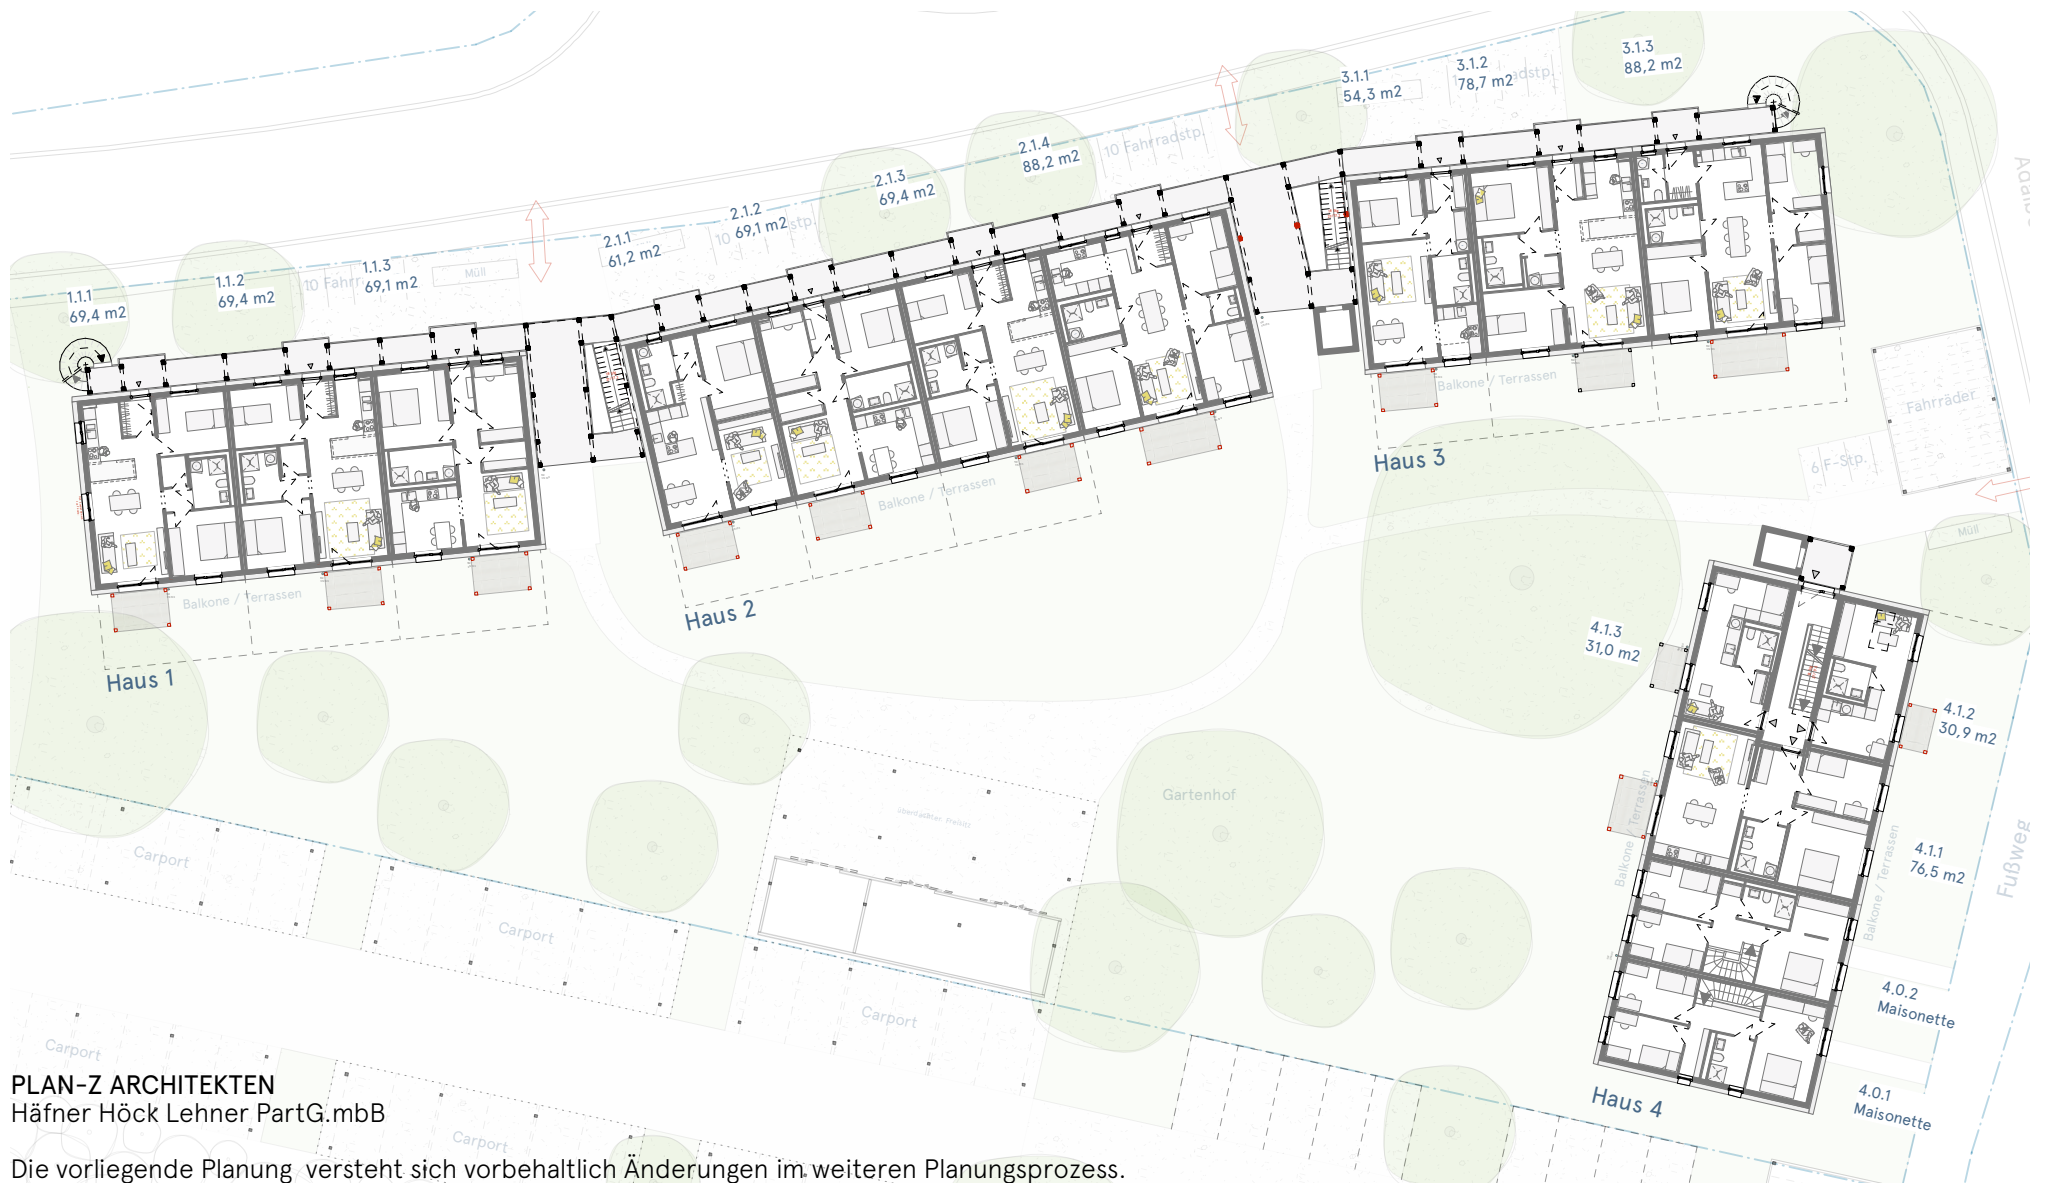 3.1.3
88,2 m2
3.1.2
78,7 m2
3.1.1
54,3 m2
10 Fahrradstp.
2.1.4
88,2 m2
2.1.3
69,4 m2
2.1.2
69,1 m2
2.1.1
61,2 m2
1.1.3
69,1 m2
1.1.2
69,4 m2
1.1.1
69,4 m2
Müll
Balkone / Terrassen
Haus 1
Balkone / Terrassen
Haus 2
Balkone / Terrassen
Haus 3
Fahrräder
6 F-Stp.
Müll
4.1.3
31,0 m2
4.1.2
30,9 m2
4.1.1
76,5 m2
Balkone / Terrassen
Balkone / Terrassen
Fußweg
4.0.2
Maisonette
4.0.1
Maisonette
Haus 4
Gartenhof
Carport
Carport
Carport
Carport
Carport
PLAN-Z ARCHITEKTEN
Häfner Höck Lehner PartG.mbB
Die vorliegende Planung versteht sich vorbehaltlich Änderungen im weiteren Planungsprozess.